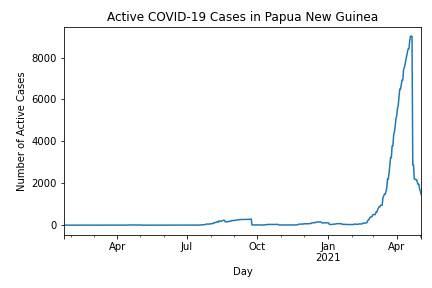 Active COVID-19 Cases in Papua New Guinea
Number of Active Cases
8000
6000
4000
2000
0
Apr Jul Oct Jan Apr
2021
Day